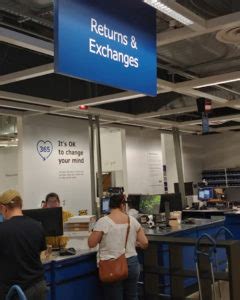 Returns &
Exchanges
365
It's OK
to change
your mind